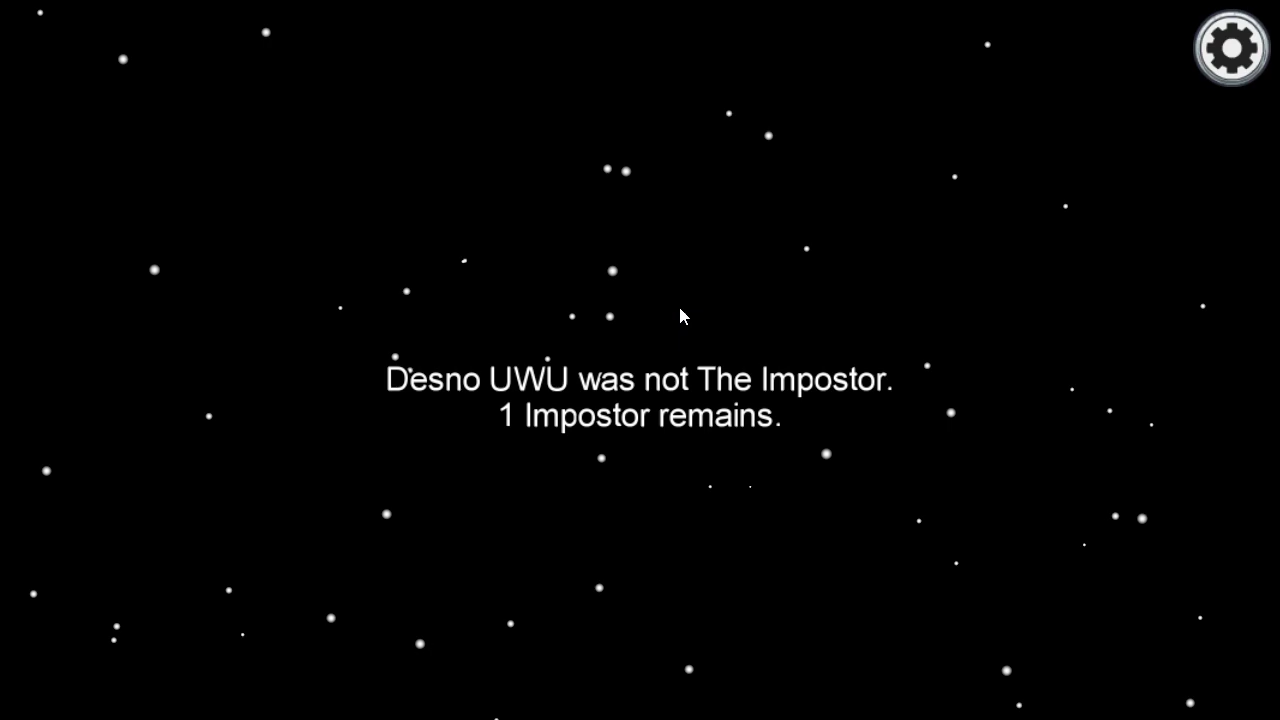 Desno UWU was not The Impostor.
1 Impostor remains.